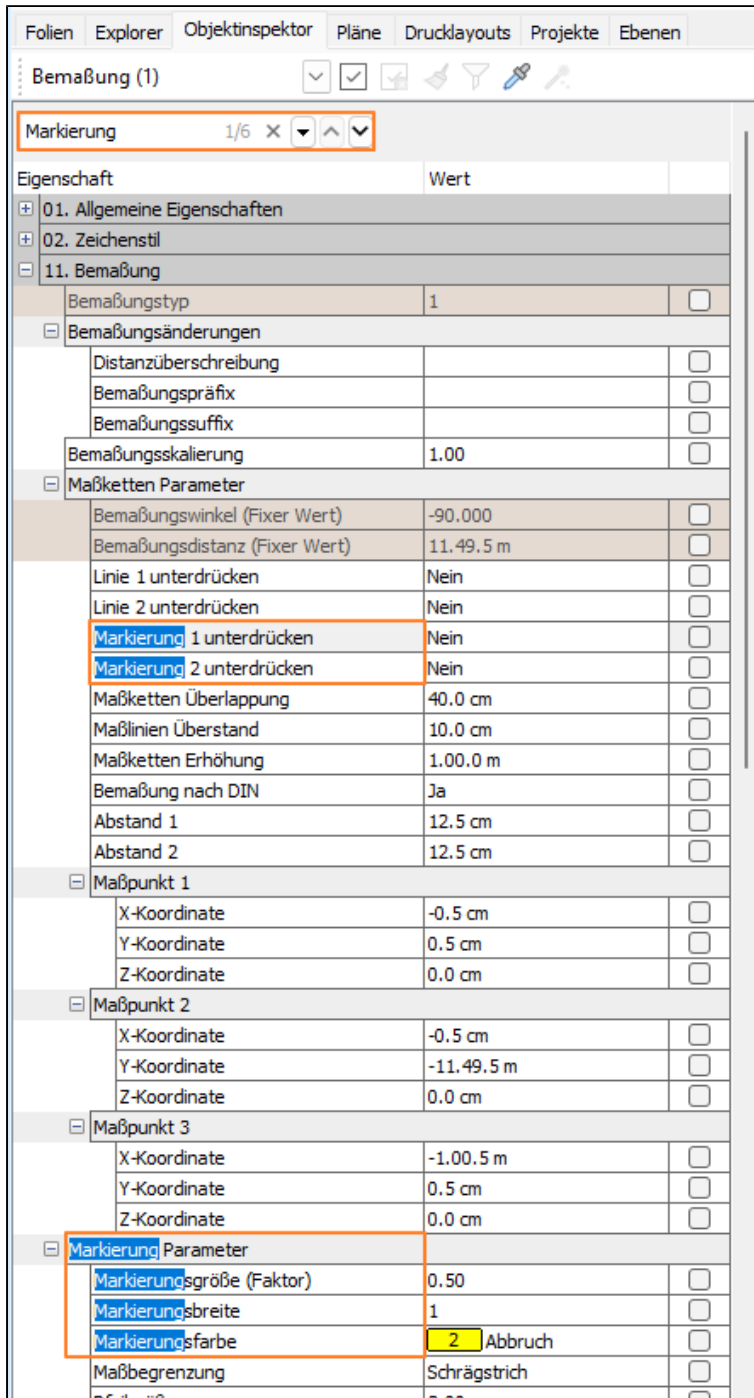 Folien Explorer Objektinspektor Pläne Drucklayouts Projekte Ebenen
Bemaßung (1)
Markierung 1/6
Eigenschaft Wert
01. Allgemeine Eigenschaften
02. Zeichenstil
11. Bemaßung
Bemaßungstyp 1
Bemaßungsänderungen
Distanzüberschreibung
Bemaßungspräfix
Bemaßungssuffix
Bemaßungsskalierung 1.00
Maßketten Parameter
Bemaßungswinkel (Fixer Wert) -90.000
Bemaßungsdistanz (Fixer Wert) 11.49.5 m
Linie 1 unterdrücken Nein
Linie 2 unterdrücken Nein
Markierung 1 unterdrücken Nein
Markierung 2 unterdrücken Nein
Maßketten Überlappung 40.0 cm
Maßlinien Überstand 10.0 cm
Maßketten Erhöhung 1.00.0 m
Bemaßung nach DIN Ja
Abstand 1 12.5 cm
Abstand 2 12.5 cm
Maßpunkt 1
X-Koordinate -0.5 cm
Y-Koordinate 0.5 cm
Z-Koordinate 0.0 cm
Maßpunkt 2
X-Koordinate -0.5 cm
Y-Koordinate -11.49.5 m
Z-Koordinate 0.0 cm
Maßpunkt 3
X-Koordinate -1.00.5 m
Y-Koordinate 0.5 cm
Z-Koordinate 0.0 cm
Markierung Parameter
Markierungsgröße (Faktor) 0.50
Markierungsbreite 1
Markierungsfarbe 2 Abbruch
Maßbegrenzung Schrägstrich